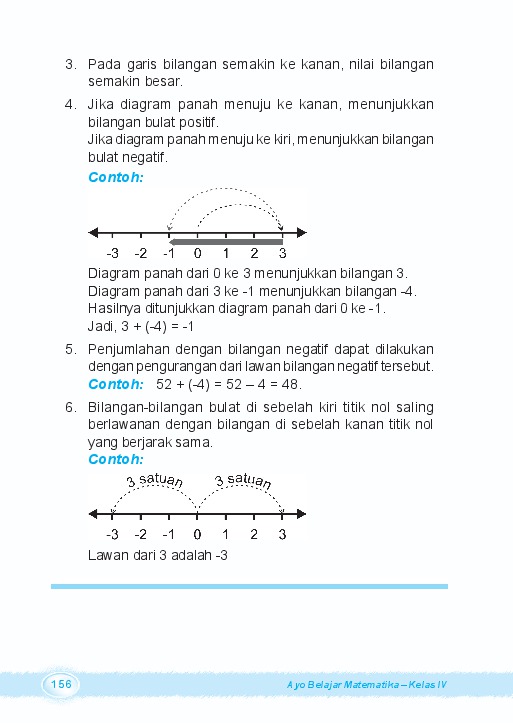 3. Pada garis bilangan semakin ke kanan, nilai bilangan
semakin besar.
4. Jika diagram panah menuju ke kanan, menunjukkan
bilangan bulat positif.
Jika diagram panah menuju ke kiri, menunjukkan bilangan
bulat negatif.
Contoh:
-3 -2 -1 0 1 2 3
Diagram panah dari 0 ke 3 menunjukkan bilangan 3.
Diagram panah dari 3 ke -1 menunjukkan bilangan -4.
Hasilnya ditunjukkan diagram panah dari 0 ke -1.
Jadi, 3 + (-4) = -1
5. Penjumlahan dengan bilangan negatif dapat dilakukan
dengan pengurangan dari lawan bilangan negatif tersebut.
Contoh: 52 + (-4) = 52 – 4 = 48.
6. Bilangan-bilangan bulat di sebelah kiri titik nol saling
berlawanan dengan bilangan di sebelah kanan titik nol
yang berjarak sama.
Contoh:
3 satuan 3 satuan
-3 -2 -1 0 1 2 3
Lawan dari 3 adalah -3
156 Ayo Belajar Matematika – Kelas IV